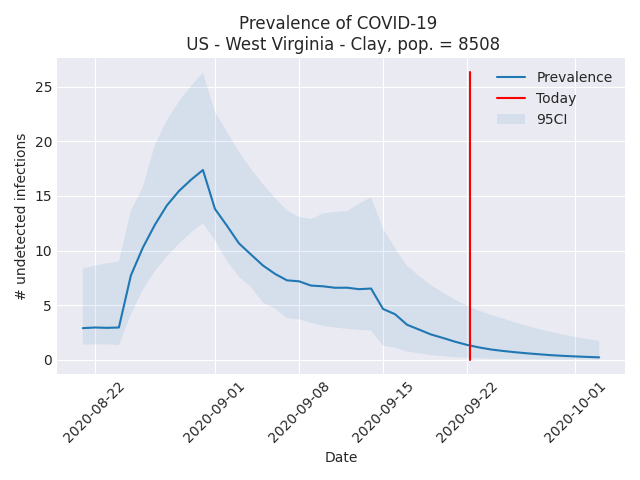 Prevalence of COVID-19
US - West Virginia - Clay, pop. = 8508
# undetected infections
25
20
15
10
5
0
Prevalence
Today
95CI
2020-08-22
2020-09-01
2020-09-08
2020-09-15
2020-09-22
2020-10-01
Date